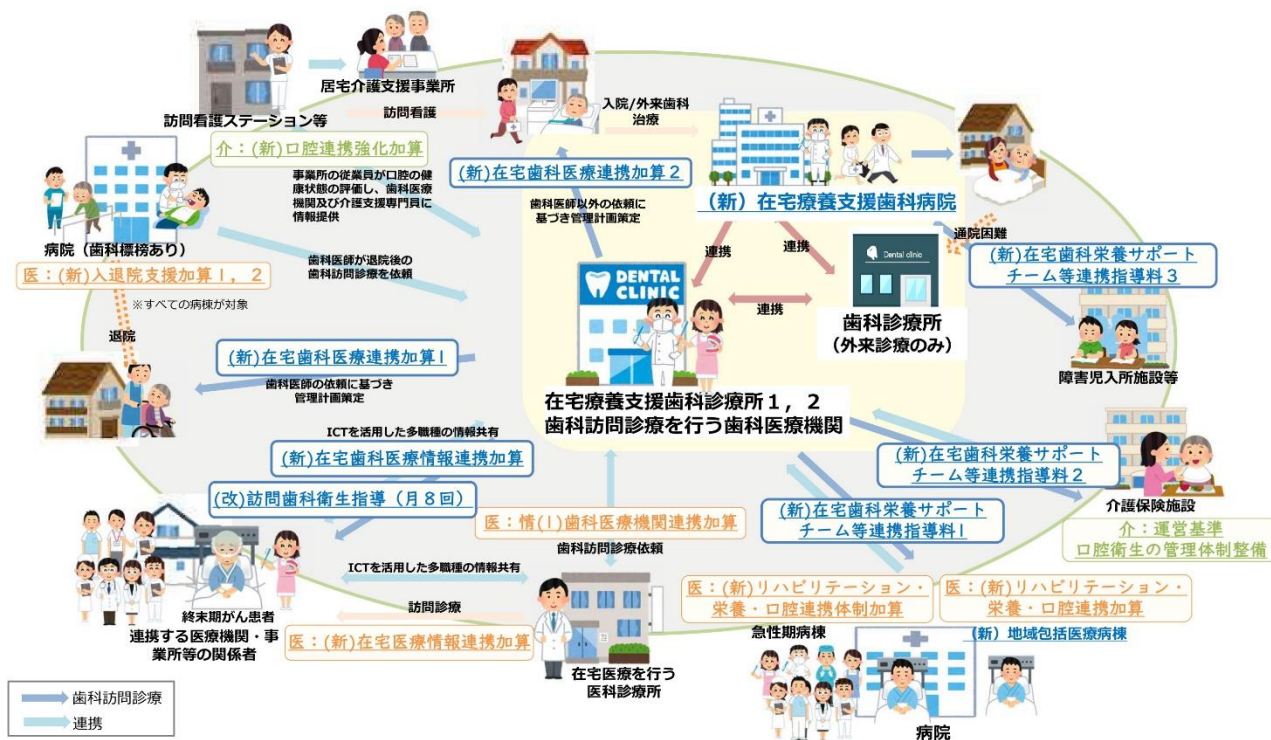 居宅介護支援事業所
訪問看護ステーション等
訪問看護
介：(新)口腔連携強化加算
事業所の従業員が口腔の健
康状態の評価し、歯科医療
機関及び介護支援専門員に
情報提供
入院/外来歯科
治療
(新)在宅歯科医療連携加算２
歯科医師以外の依頼に
基づき管理計画策定
（新）在宅療養支援歯科病院
病院（歯科標榜あり）
医：(新)入退院支援加算１，２
※すべての病棟が対象
退院
歯科医師が退院後の
歯科訪問診療を依頼
連携
連携
連携
DENTAL
CLINIC
Dental clinic
歯科診療所
（外来診療のみ）
通院困難
(新)在宅歯科栄養サポート
チーム等連携指導料３
障害児入所施設等
(新)在宅歯科医療連携加算1
歯科医師の依頼に基づき
管理計画策定
在宅療養支援歯科診療所１，２
歯科訪問診療を行う歯科医療機関
ICTを活用した多職種の情報共有
(新)在宅歯科医療情報連携加算
(改)訪問歯科衛生指導（月８回）
(新)在宅歯科栄養サポート
チーム等連携指導料２
介護保険施設
介：運営基準
口腔衛生の管理体制整備
医：情(1)歯科医療機関連携加算
歯科訪問診療依頼
(新)在宅歯科栄養サポート
チーム等連携指導料1
終末期がん患者
連携する医療機関・事
業所等の関係者
ICTを活用した多職種の情報共有
訪問診療
医：(新)在宅医療情報連携加算
在宅医療を行う
医科診療所
医：(新)リハビリテーション・
栄養・口腔連携体制加算
急性期病棟
医：(新)リハビリテーション・
栄養・口腔連携加算
（新）地域包括医療病棟
病院
歯科訪問診療
連携